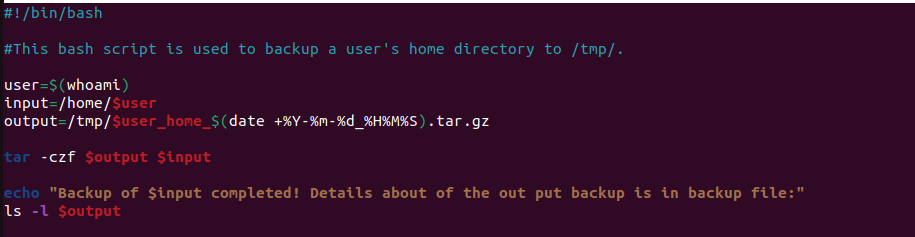 #!/bin/bash
#This bash script is used to backup a user's home directory to /tmp/.
user=$(whoami)
input=/home/$user
output=/tmp/$user_home_$(date +%Y-%m-%d_%H%M%S).tar.gz
tar -czf $output $input
echo "Backup of $input completed! Details about of the out put backup is in backup file:"
ls -l $output